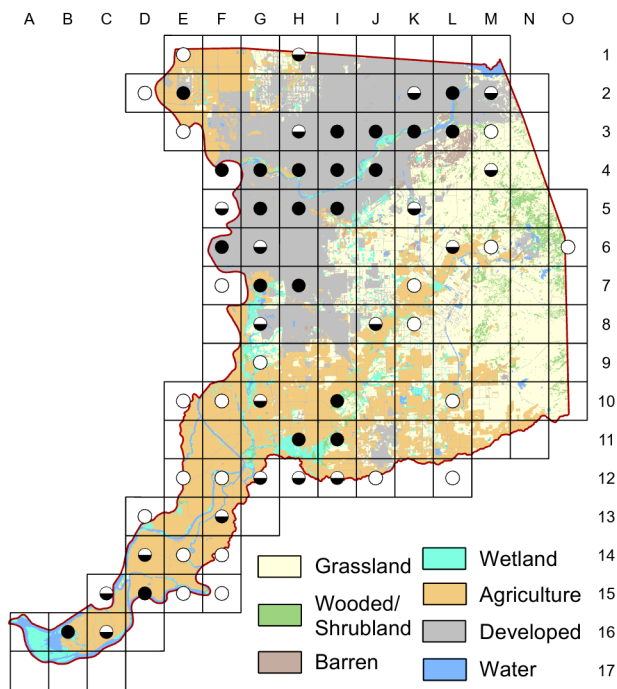 A B C D E F G H I J K L M N O
1
2
3
4
5
6
7
8
9
10
11
12
13
14
15
16
17
Grassland
Wooded/
Shrubland
Barren
Wetland
Agriculture
Developed
Water